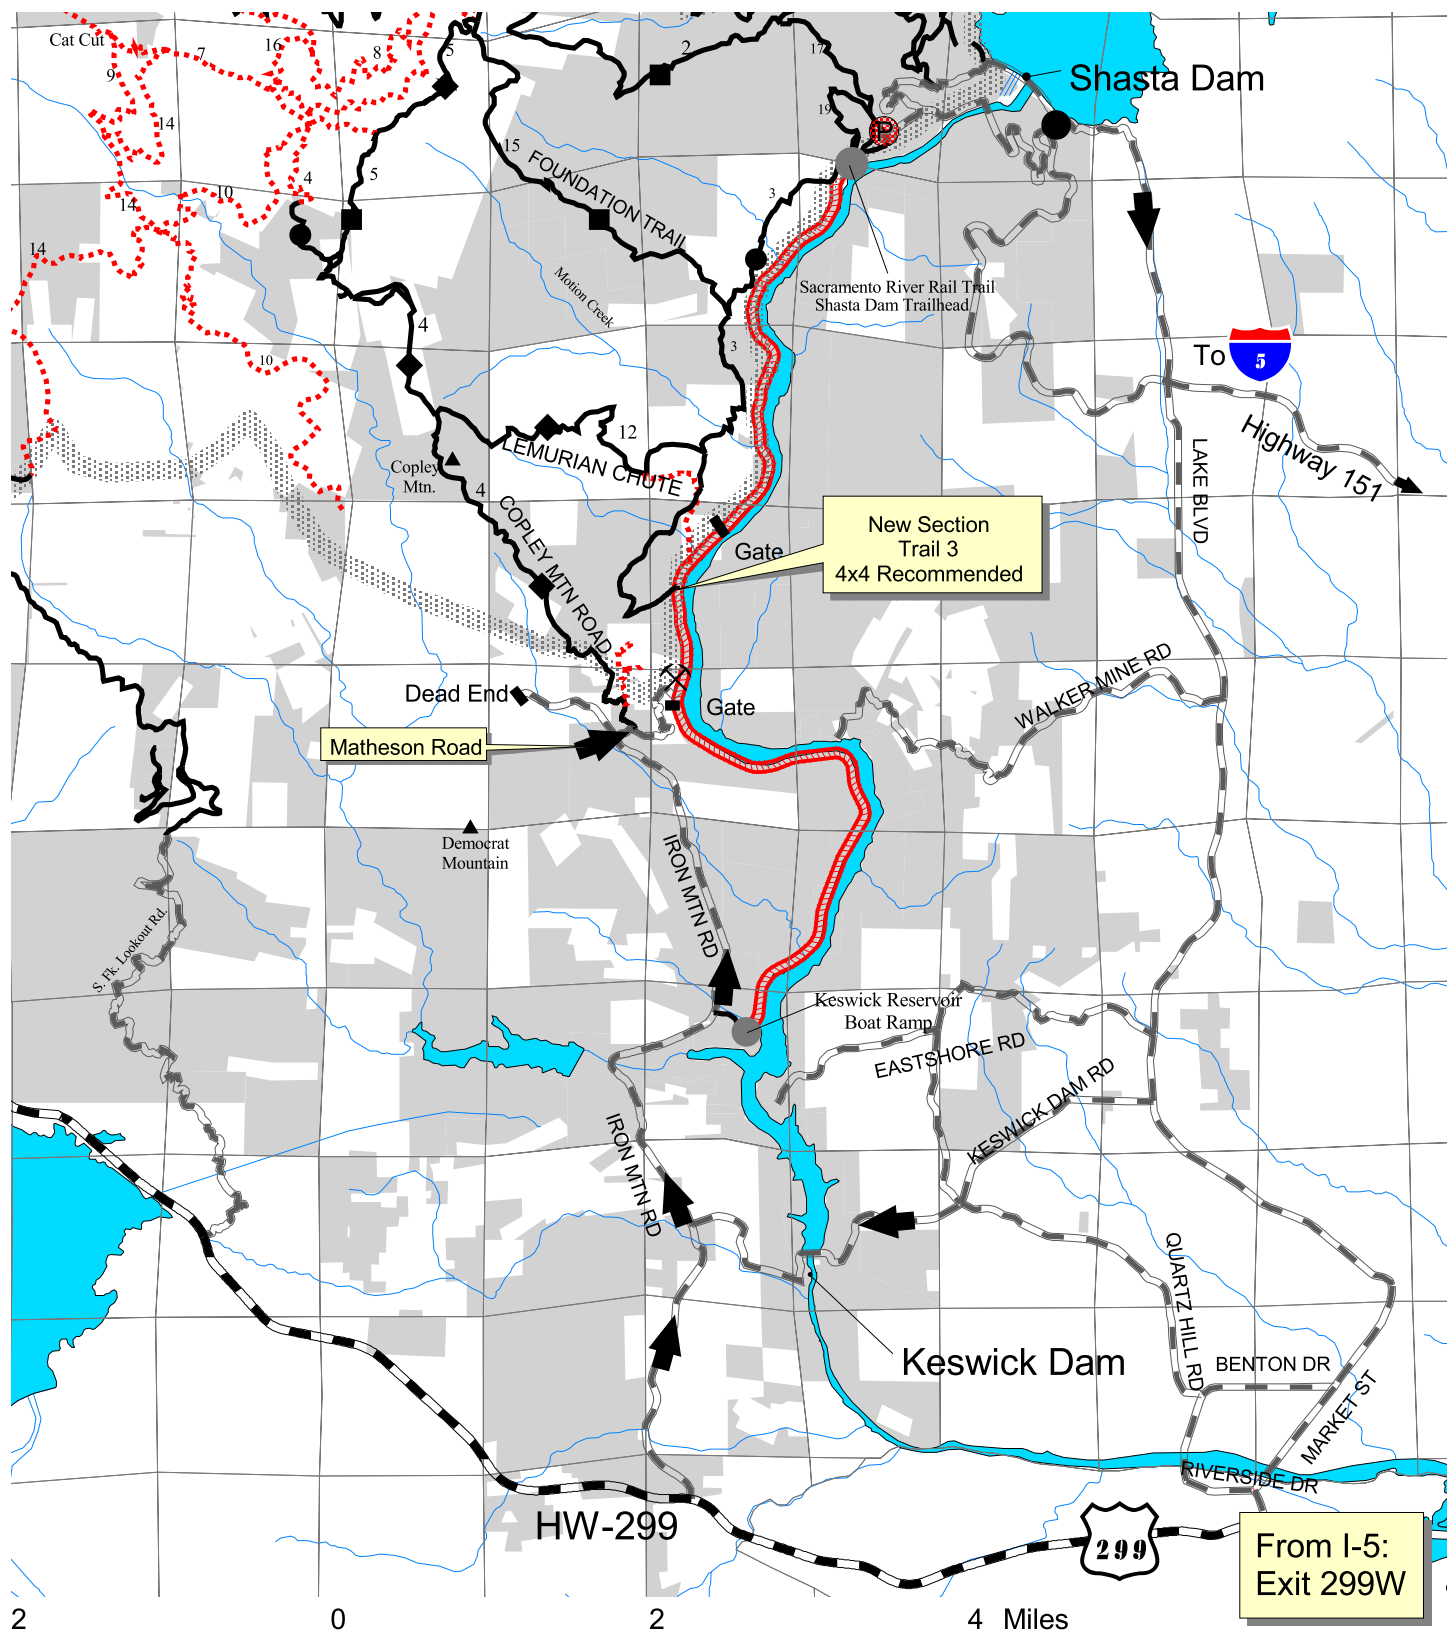 Cat Cut
7
16
8
5
2
17
9
14
19
P
Shasta Dam
15
FOUNDATION TRAIL
5
4
10
14
3
14
Motion Creek
Sacramento River Rail Trail
Shasta Dam Trailhead
4
3
10
To
5
Highway 151
LAKE BLVD
12
LEMURIAN CHUTE
Copley
Mtn.
4
COPLEY MTN ROAD
New Section
Trail 3
4x4 Recommended
Gate
WALKER MINE RD
Dead End
Gate
Matheson Road
Democrat
Mountain
IRON MTN RD
S. Fk. Lookout Rd.
Keswick Reservoir
Boat Ramp
EASTSHORE RD
KESWICK DAM RD
IRON MTN RD
QUARTZ HILL RD
Keswick Dam
BENTON DR
MARKET ST
RIVERSIDE DR
HW-299
299
From I-5:
Exit 299W
2 0 2 4 Miles